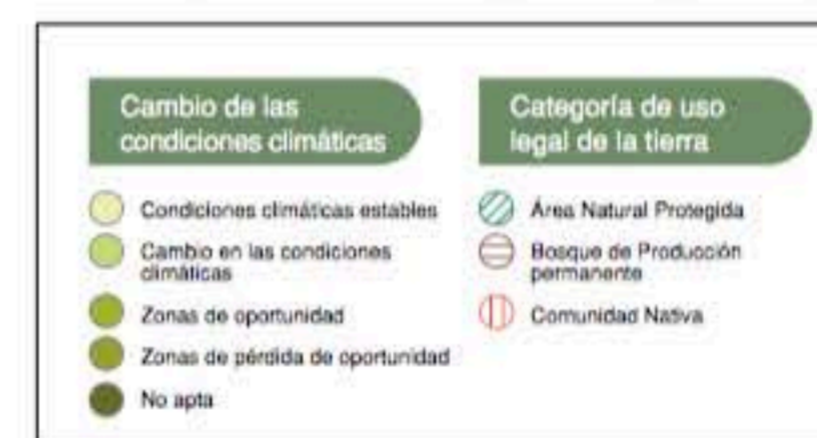 Cambio de las
condiciones climáticas
Condiciones climáticas estables
Cambio en las condiciones
climáticas
Zonas de oportunidad
Zonas de pérdida de oportunidad
No apta
Categoría de uso
legal de la tierra
Área Natural Protegida
Bosque de Producción
permanente
Comunidad Nativa